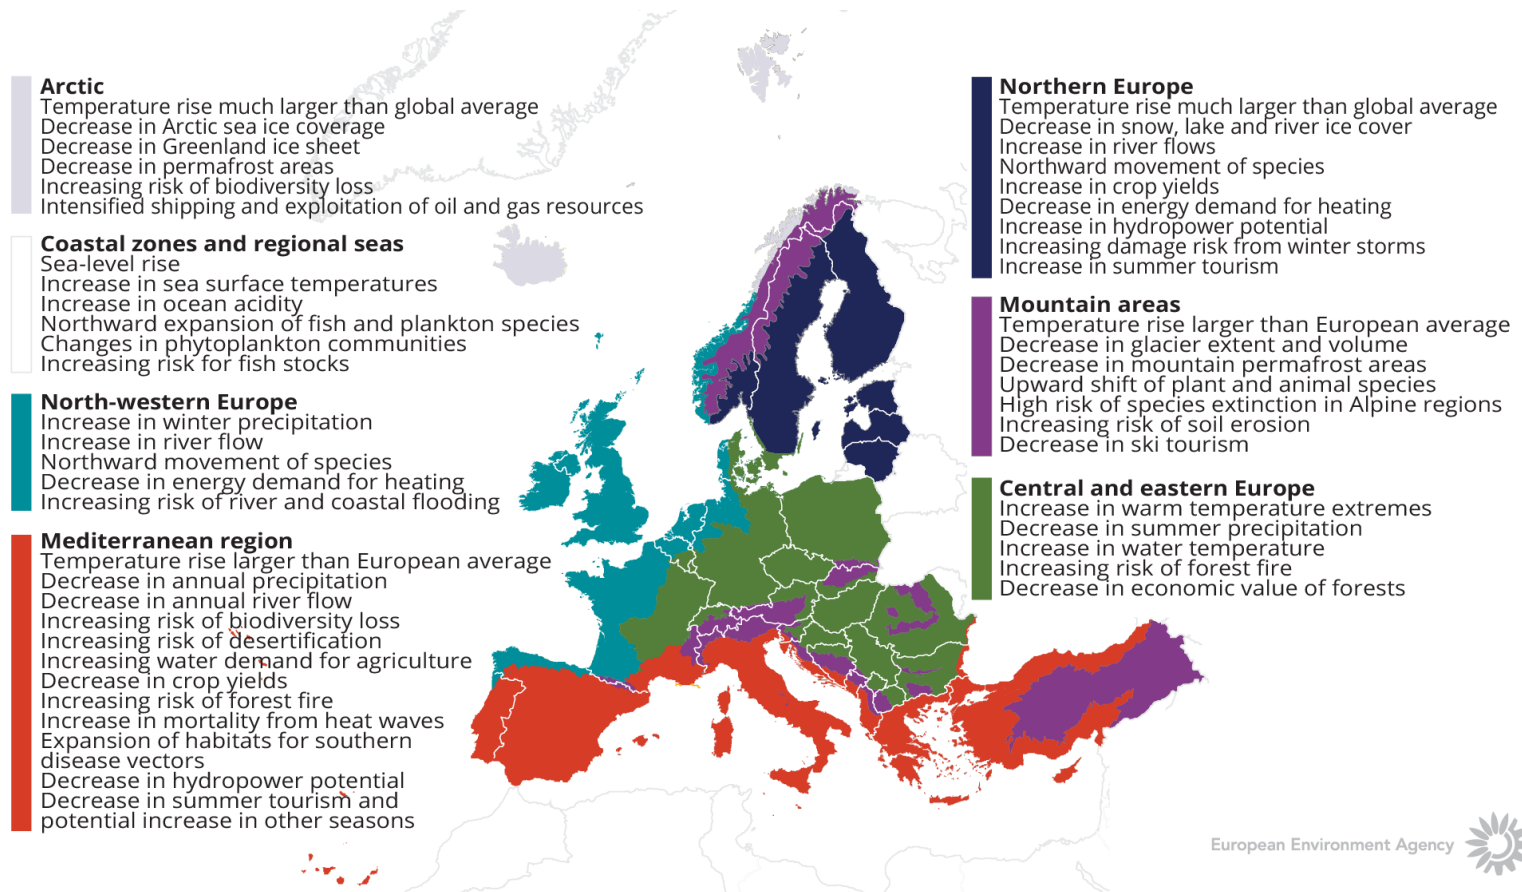 Arctic
Temperature rise much larger than global average
Decrease in Arctic sea ice coverage
Decrease in Greenland ice sheet
Decrease in permafrost areas
Increasing risk of biodiversity loss
Intensified shipping and exploitation of oil and gas resources
Coastal zones and regional seas
Sea-level rise
Increase in sea surface temperatures
Increase in ocean acidity
Northward expansion of fish and plankton species
Changes in phytoplankton communities
Increasing risk for fish stocks
North-western Europe
Increase in winter precipitation
Increase in river flow
Northward movement of species
Decrease in energy demand for heating
Increasing risk of river and coastal flooding
Mediterranean region
Temperature rise larger than European average
Decrease in annual precipitation
Decrease in annual river flow
Increasing risk of biodiversity loss
Increasing risk of desertification
Increasing water demand for agriculture
Decrease in crop yields
Increasing risk of forest fire
Increase in mortality from heat waves
Expansion of habitats for southern
disease vectors
Decrease in hydropower potential
Decrease in summer tourism and
potential increase in other seasons
Northern Europe
Temperature rise much larger than global average
Decrease in snow, lake and river ice cover
Increase in river flows
Northward movement of species
Increase in crop yields
Decrease in energy demand for heating
Increase in hydropower potential
Increasing damage risk from winter storms
Increase in summer tourism
Mountain areas
Temperature rise larger than European average
Decrease in glacier extent and volume
Decrease in mountain permafrost areas
Upward shift of plant and animal species
High risk of species extinction in Alpine regions
Increasing risk of soil erosion
Decrease in ski tourism
Central and eastern Europe
Increase in warm temperature extremes
Decrease in summer precipitation
Increase in water temperature
Increasing risk of forest fire
Decrease in economic value of forests
European Environment Agency